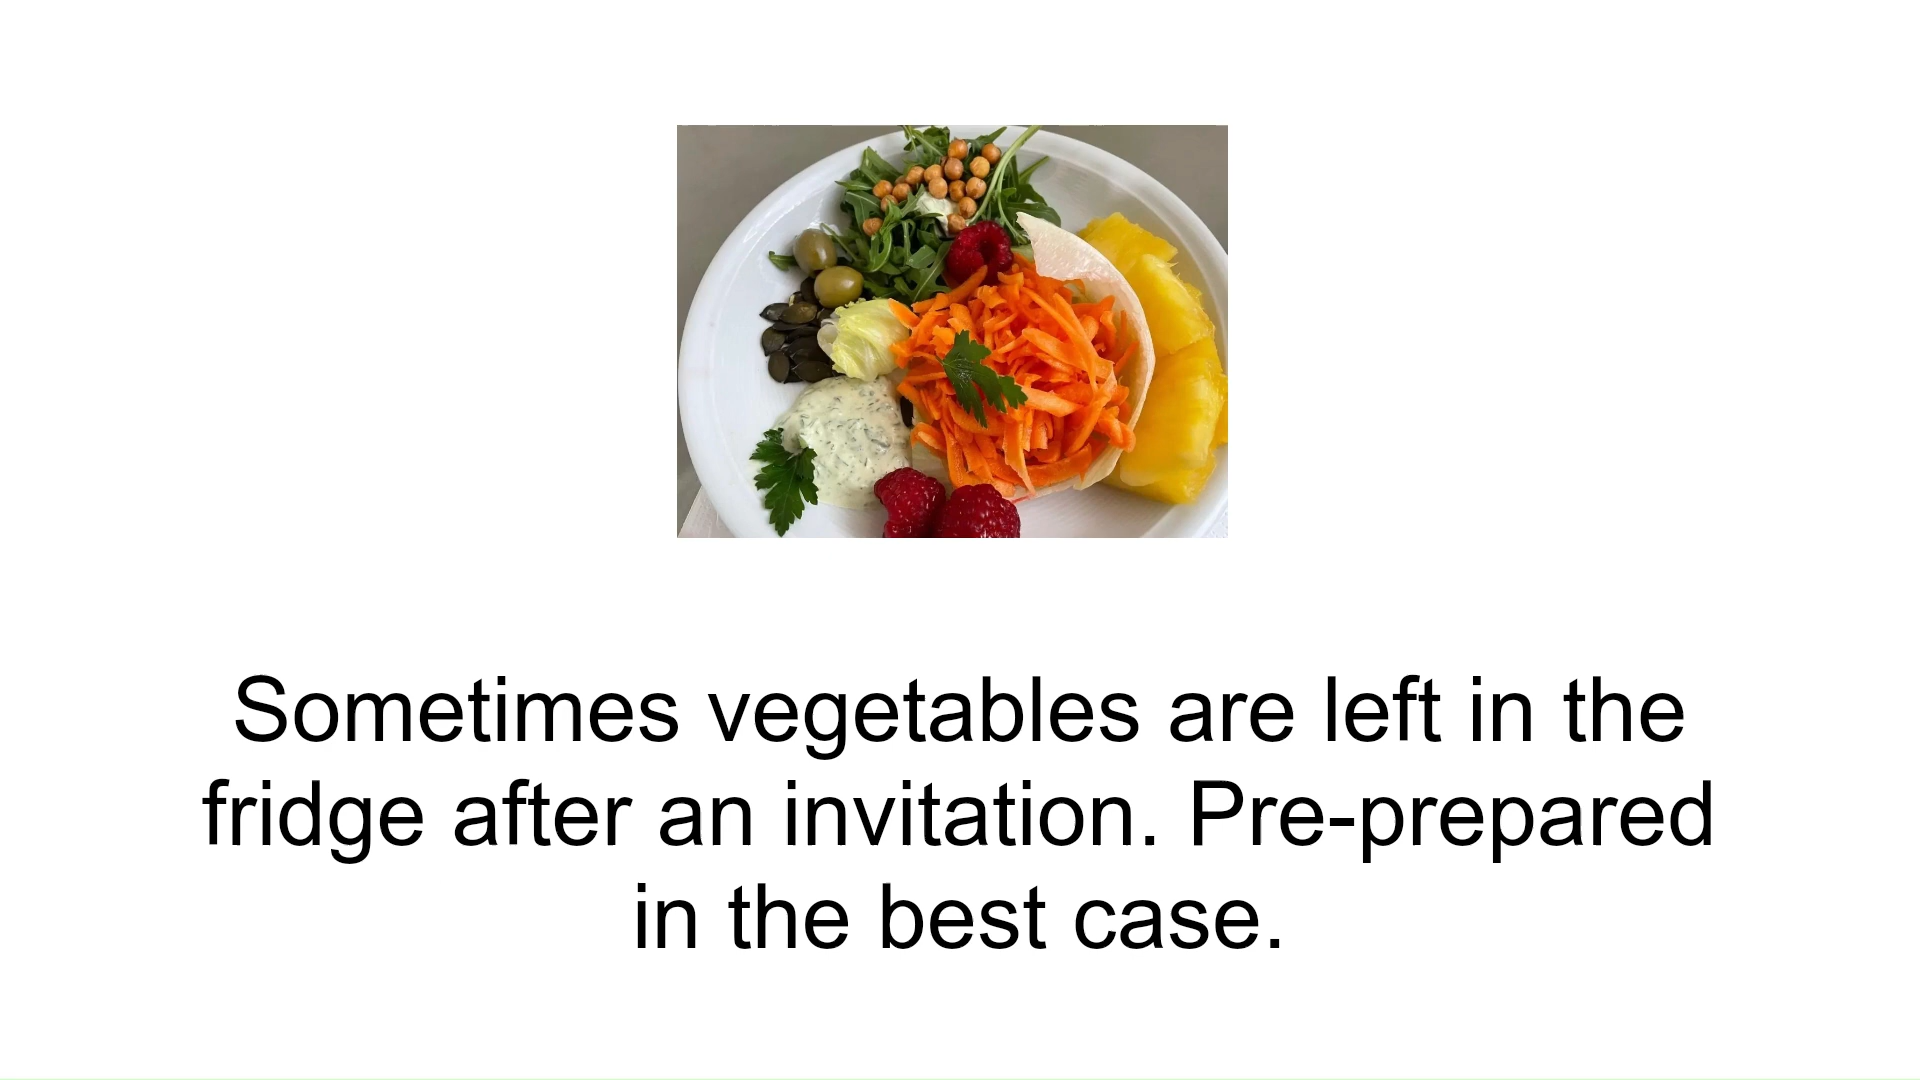 Sometimes vegetables are left in the
fridge after an invitation. Pre-prepared
in the best case.